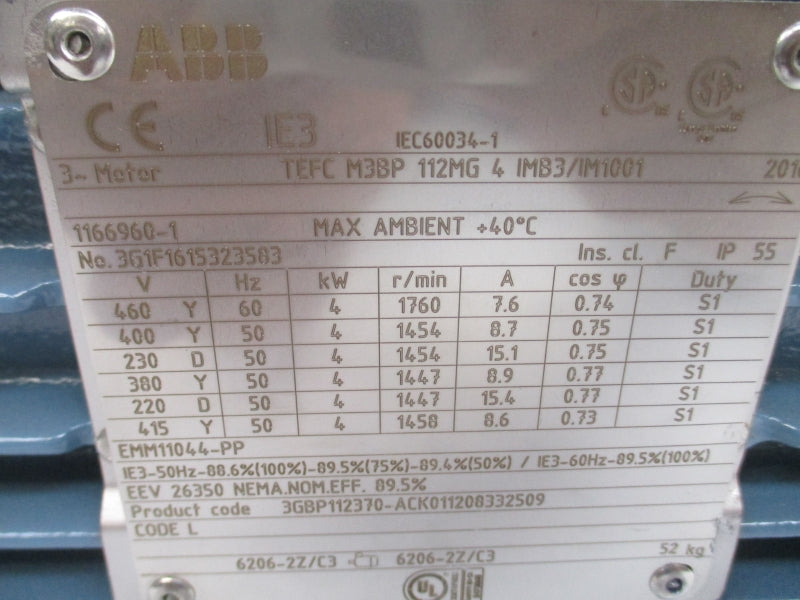 ABB
CE IE3 IEC60034-1
3~ Motor TEFC M3BP 112MG 4 IMB3/IM1001
1166960-1 MAX AMBIENT +40°C
No. 3G1F1615323583 Ins. cl. F IP 55
V Hz kW r/min A cos φ Duty
460 Y 60 4 1760 7.6 0.74 S1
400 Y 50 4 1454 8.7 0.75 S1
230 D 50 4 1454 15.1 0.75 S1
380 Y 50 4 1447 8.9 0.77 S1
220 D 50 4 1447 15.4 0.77 S1
415 Y 50 4 1458 8.6 0.73 S1
EMM11044-PP
IE3-50Hz-88.6%(100%)-89.5%(75%)-89.4%(50%) / IE3-60Hz-89.5%(100%)
EEV 26350 NEMA.NOM.EFF. 89.5%
Product code 3GBP112370-ACK011208332509
CODE L
6206-2Z/C3 6206-2Z/C3 52 kg
UL